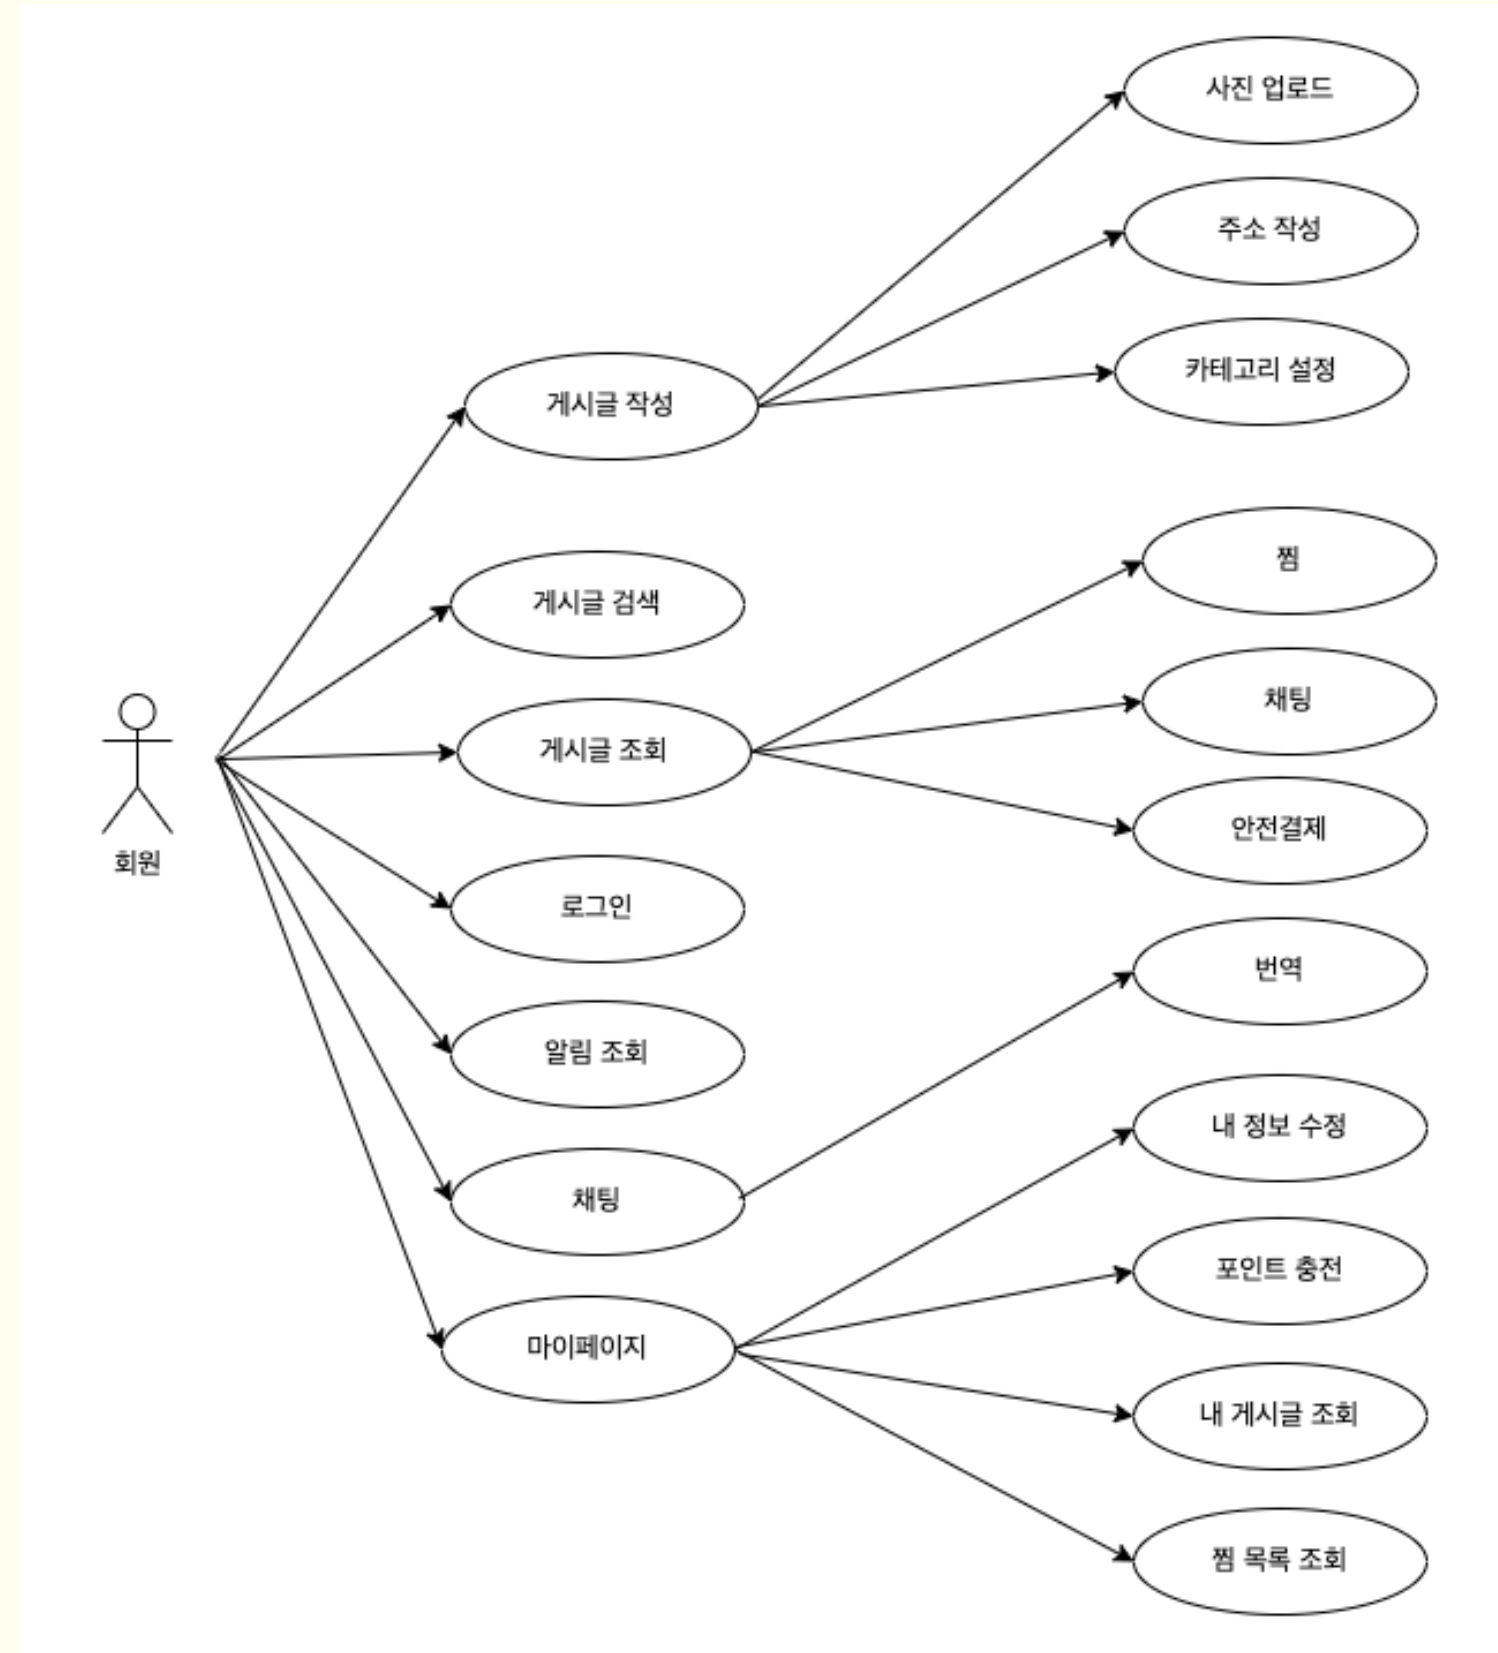 사진 업로드
주소 작성
카테고리 설정
게시글 작성
찜
게시글 검색
채팅
게시글 조회
안전결제
회원
로그인
번역
알림 조회
내 정보 수정
채팅
포인트 충전
마이페이지
내 게시글 조회
찜 목록 조회